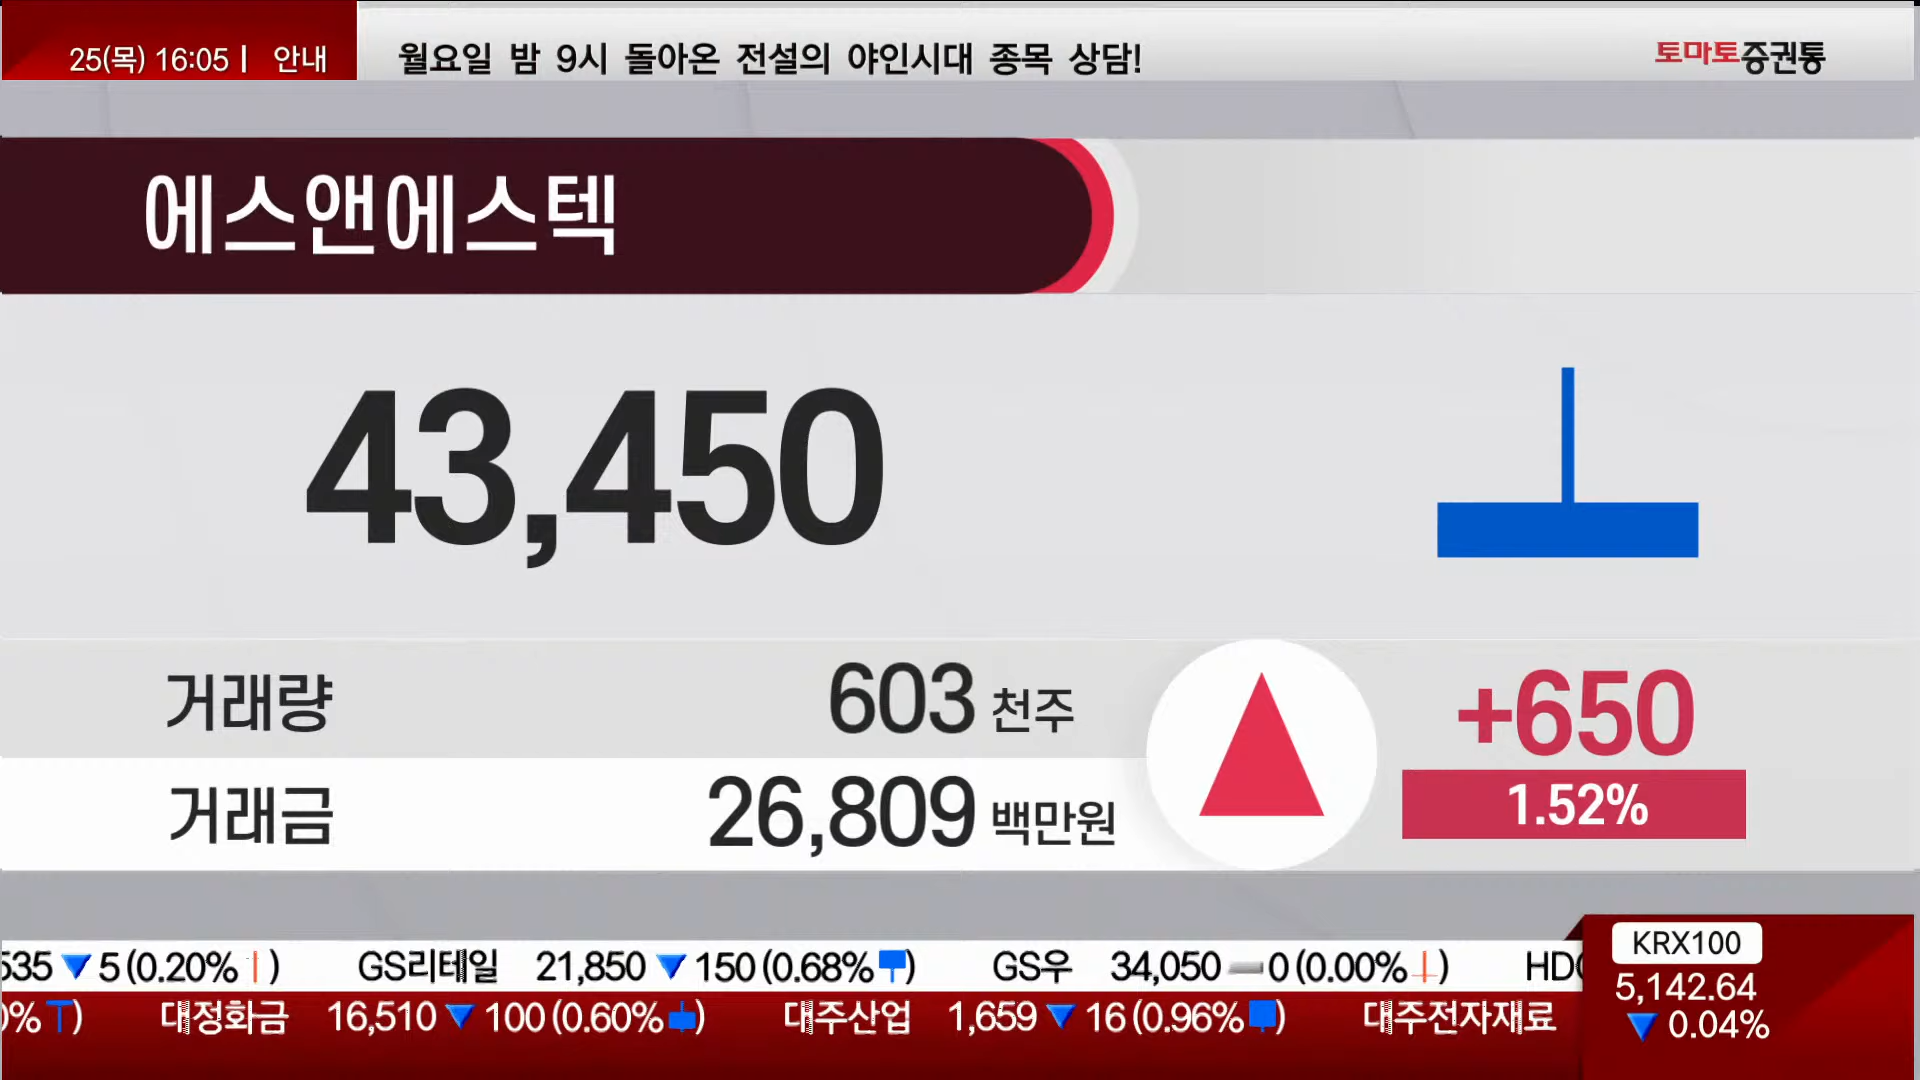 25(목) 16:05 | 안내 월요일 밤 9시 돌아온 전설의 야인시대 종목 상담! 토마토증권통
에스앤에스텍
43,450
거래량 603 천주
거래금 26,809 백만원
+650
1.52%
535 ▼ 5 (0.20% ) GS리테일 21,850 ▼ 150 (0.68% ) GS우 34,050 0 (0.00% ) HDC
0% ) 대정화금 16,510 ▼ 100 (0.60% ) 대주산업 1,659 ▼ 16 (0.96% ) 대주전자재료
KRX100
5,142.64
▼ 0.04%